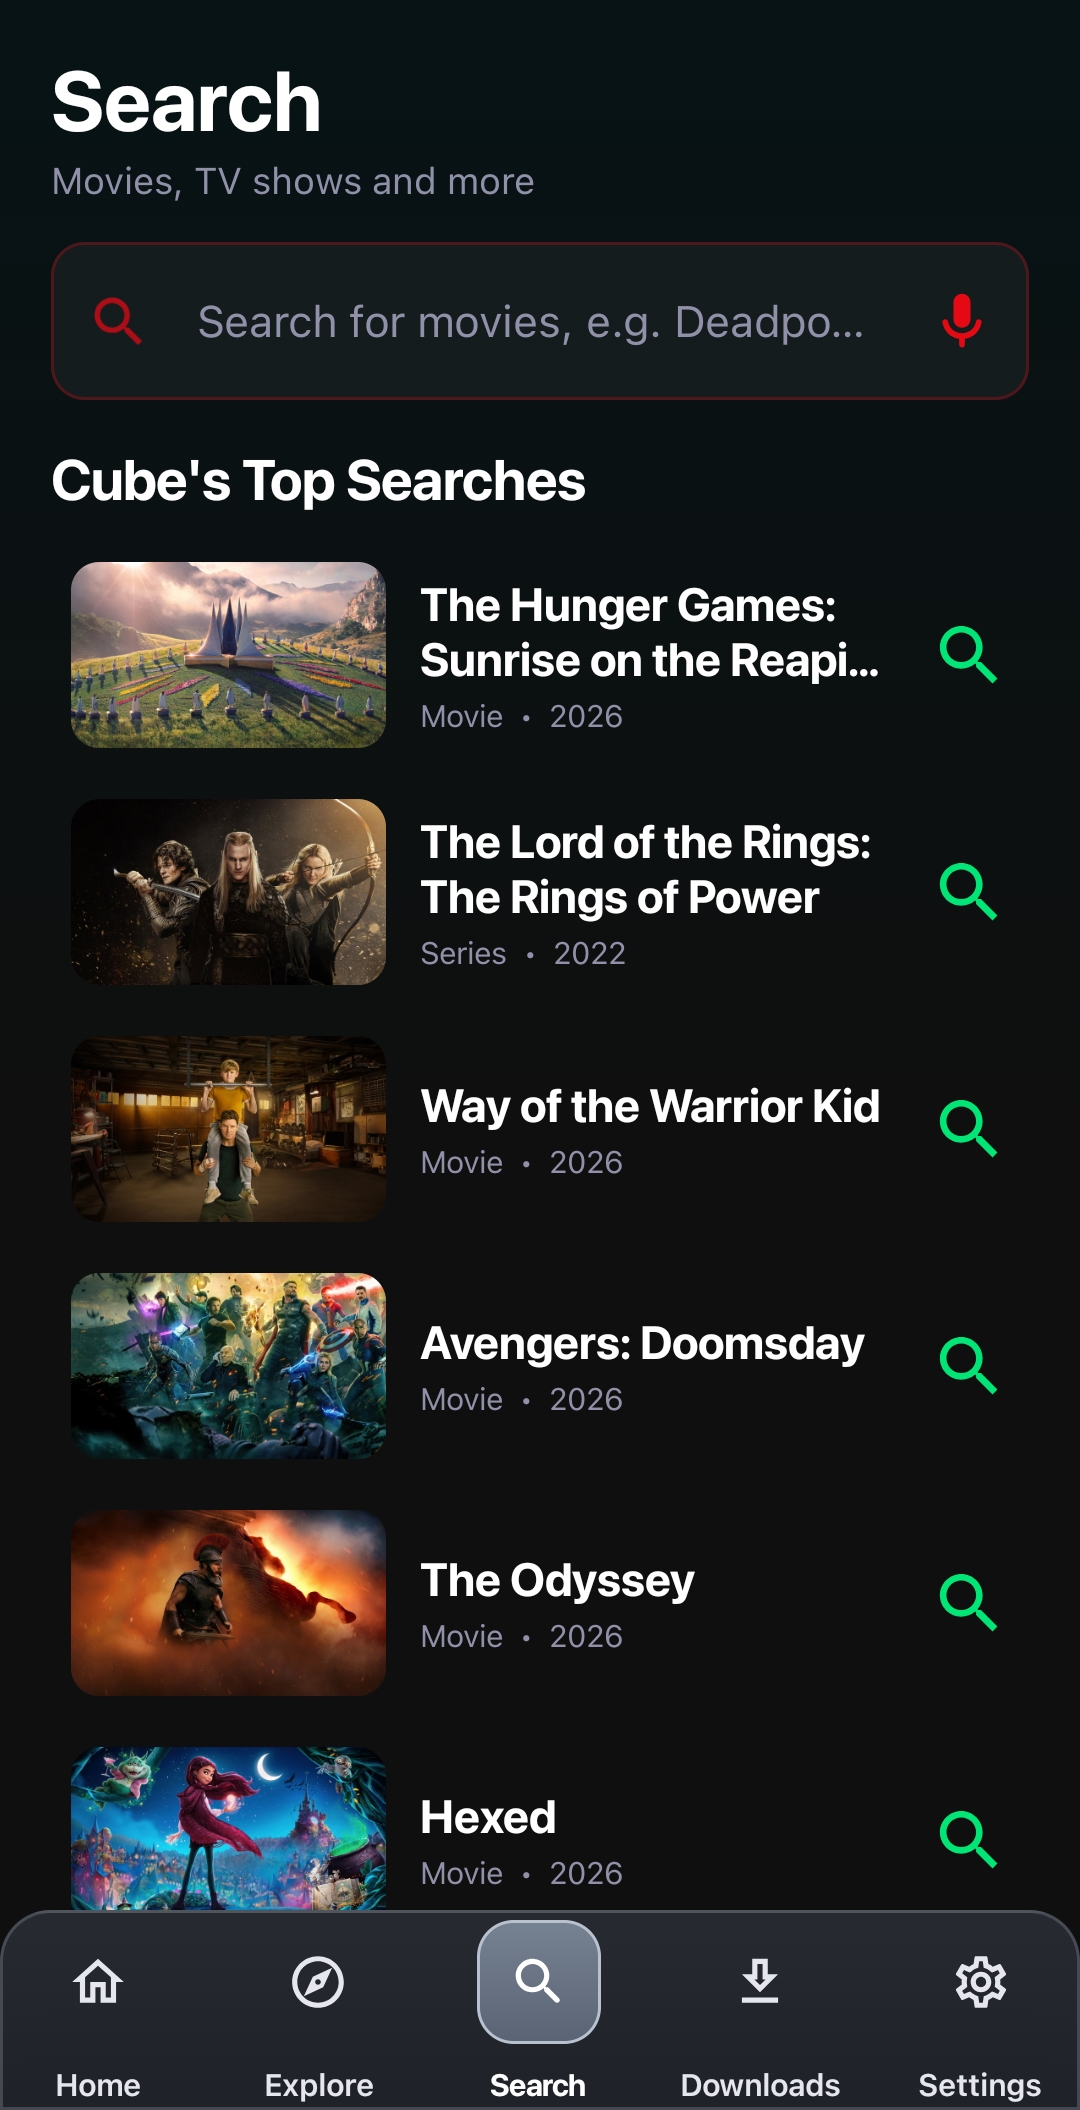 Search
Movies, TV shows and more
Search for movies, e.g. Deadpo...
Cube's Top Searches
The Hunger Games:
Sunrise on the Reapi...
Movie • 2026
The Lord of the Rings:
The Rings of Power
Series • 2022
Way of the Warrior Kid
Movie • 2026
Avengers: Doomsday
Movie • 2026
The Odyssey
Movie • 2026
Hexed
Movie • 2026
Home Explore Search Downloads Settings